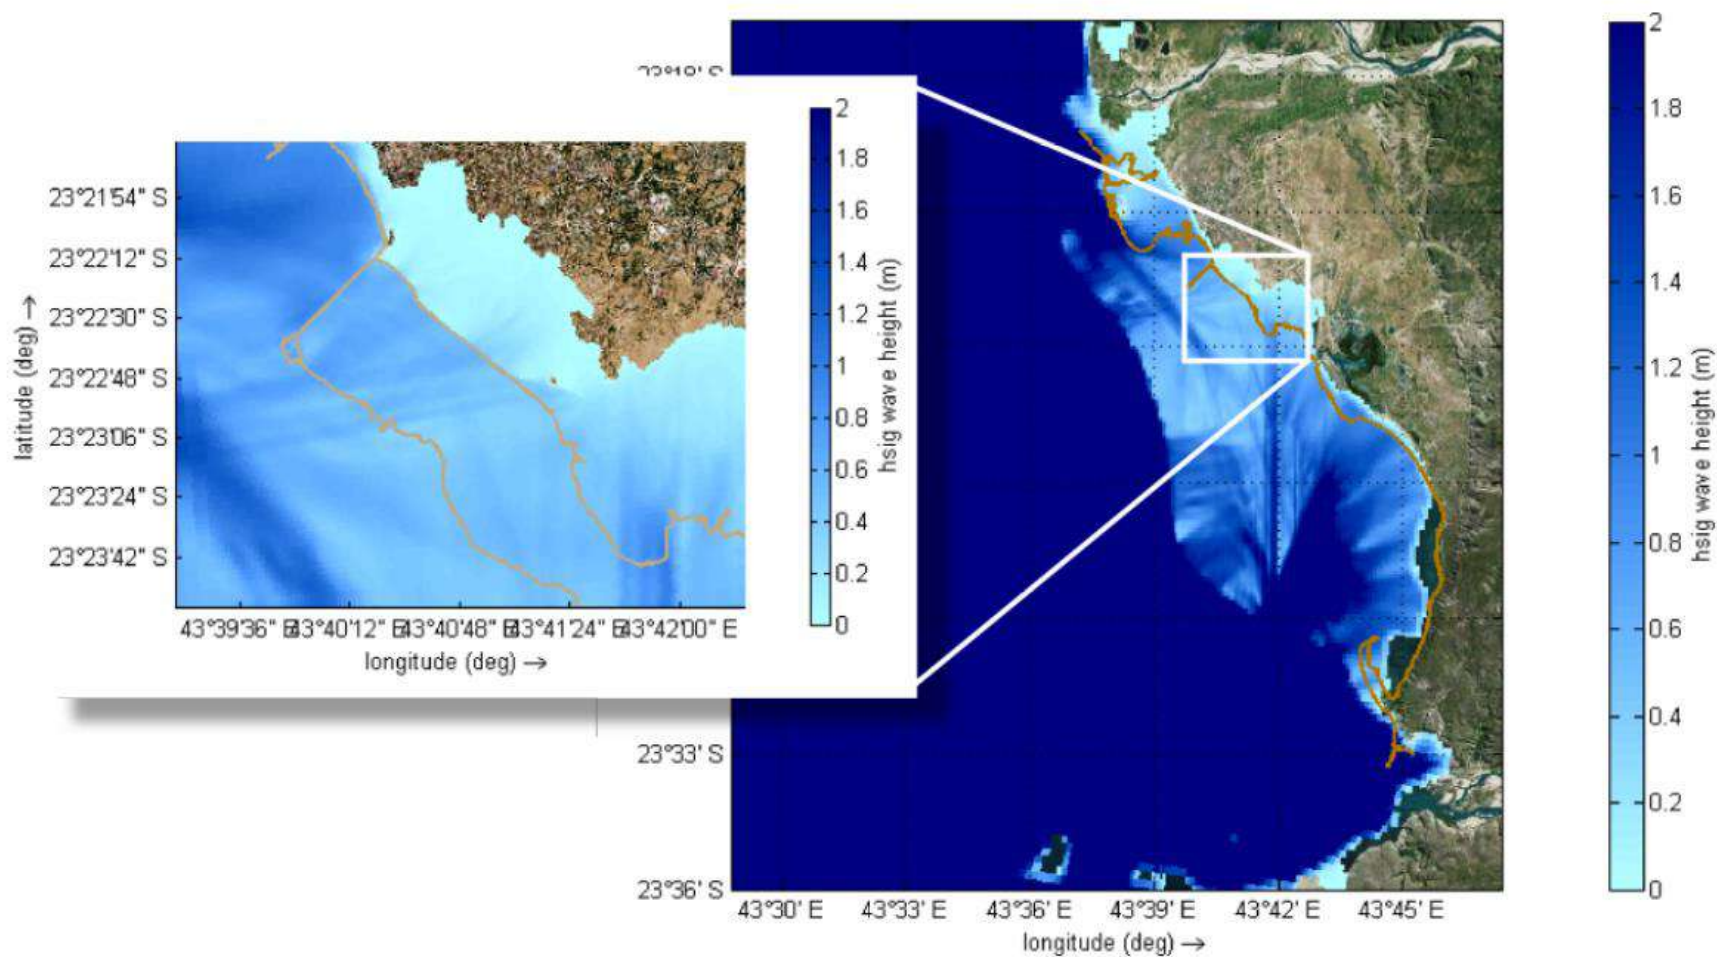 2
1.8
1.6
1.4
1.2
1
0.8
0.6
0.4
0.2
0
hsig wave height (m)
23°21'54" S
23°22'12" S
23°22'30" S
23°22'48" S
23°23'06" S
23°23'24" S
23°23'42" S
latitude (deg) →
43°39'36" E 43°40'12" E 43°40'48" E 43°41'24" E 43°42'00" E
longitude (deg) →
23°33' S
23°36' S
43°30' E 43°33' E 43°36' E 43°39' E 43°42' E 43°45' E
longitude (deg) →
2
1.8
1.6
1.4
1.2
1
0.8
0.6
0.4
0.2
0
hsig wave height (m)